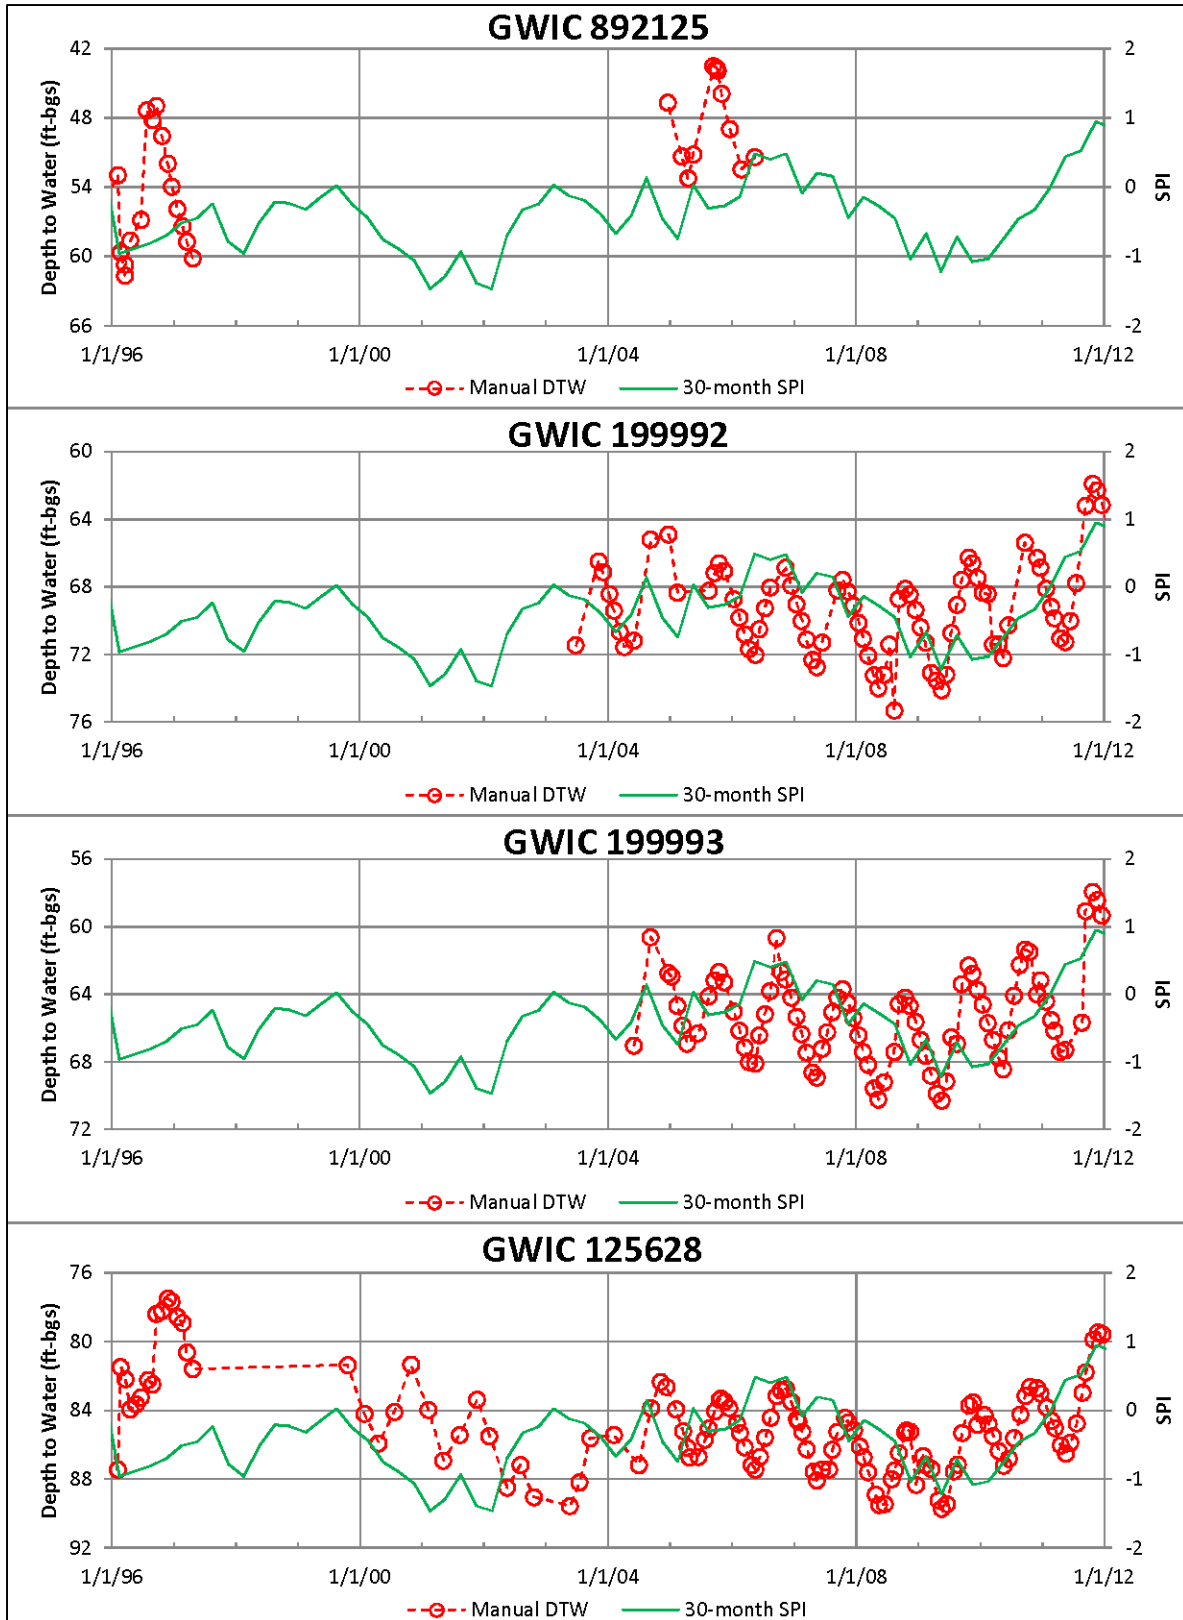 GWIC 892125
42 2
48 1
54 0
60 -1
66 -2
Depth to Water (ft-bgs)
SPI
1/1/96 1/1/00 1/1/04 1/1/08 1/1/12
Manual DTW 30-month SPI
GWIC 199992
60 2
64 1
68 0
72 -1
76 -2
Depth to Water (ft-bgs)
SPI
1/1/96 1/1/00 1/1/04 1/1/08 1/1/12
Manual DTW 30-month SPI
GWIC 199993
56 2
60 1
64 0
68 -1
72 -2
Depth to Water (ft-bgs)
SPI
1/1/96 1/1/00 1/1/04 1/1/08 1/1/12
Manual DTW 30-month SPI
GWIC 125628
76 2
80 1
84 0
88 -1
92 -2
Depth to Water (ft-bgs)
SPI
1/1/96 1/1/00 1/1/04 1/1/08 1/1/12
Manual DTW 30-month SPI